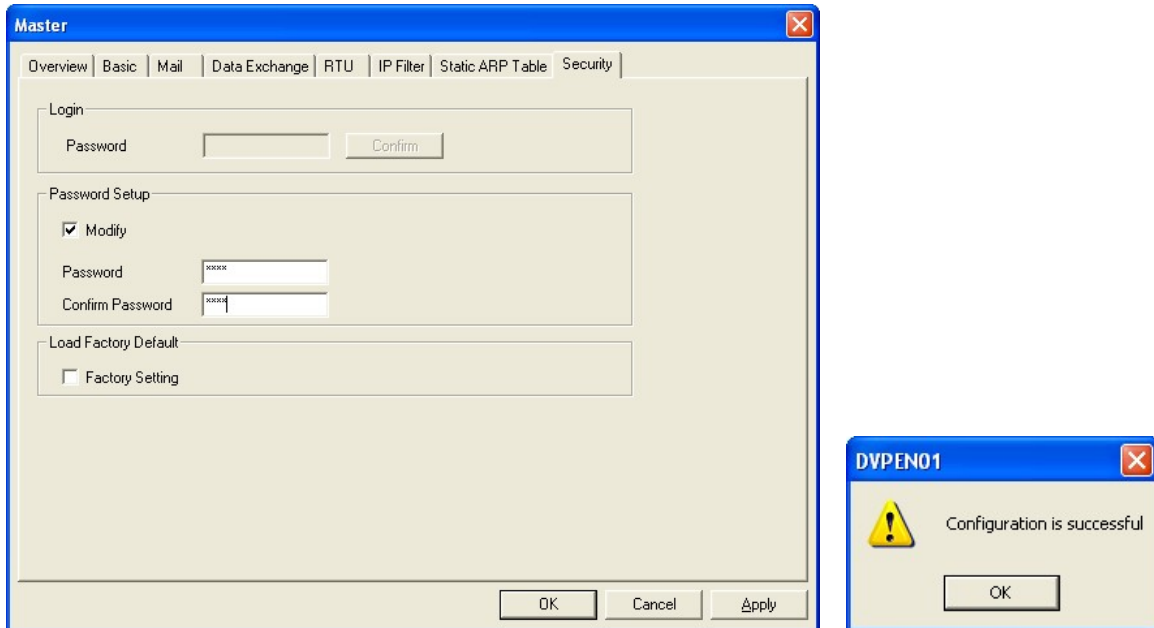 Master
Overview Basic Mail Data Exchange RTU IP Filter Static ARP Table Security
Login
Password Confirm
Password Setup
Modify
Password ****
Confirm Password ****
Load Factory Default
Factory Setting
OK Cancel Apply
DVPEN01
Configuration is successful
OK